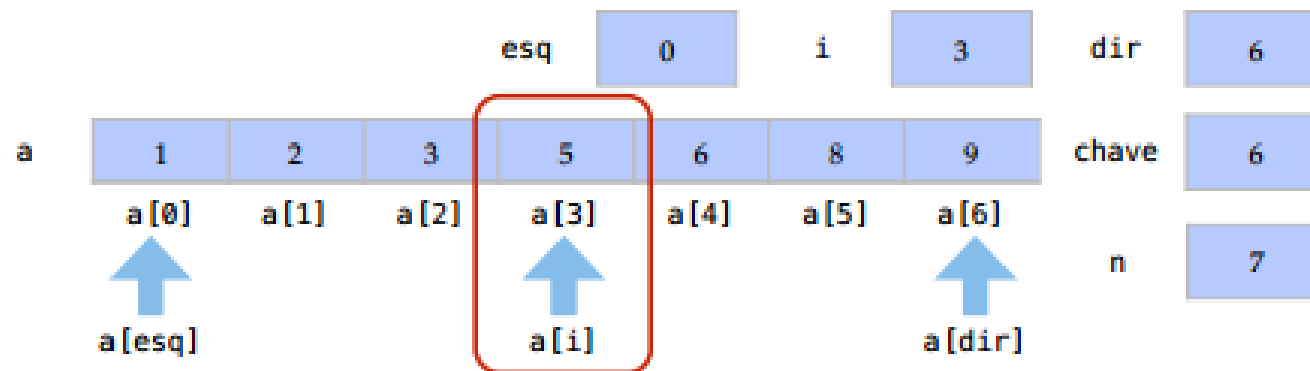 esq 0 i 3 dir 6
a 1 2 3 5 6 8 9 chave 6
a[0] a[1] a[2] a[3] a[4] a[5] a[6]
n 7
a[esq] a[i] a[dir]